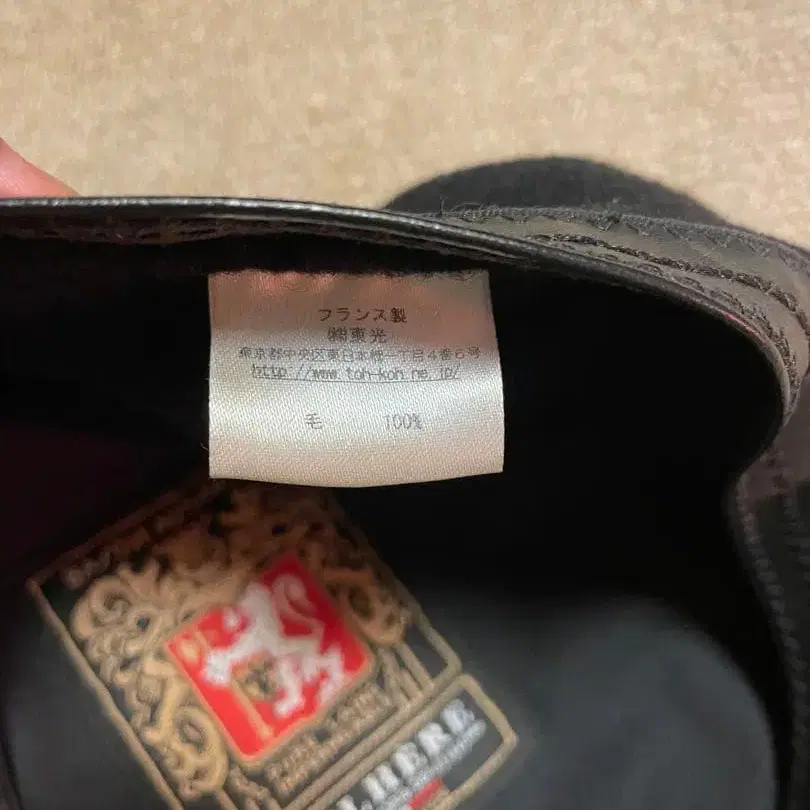 フランス製
㈱東光
東京都中央区東日本橋一丁目4番6号
http://www.toh-koh.ne.jp/
毛 100%
LHERE